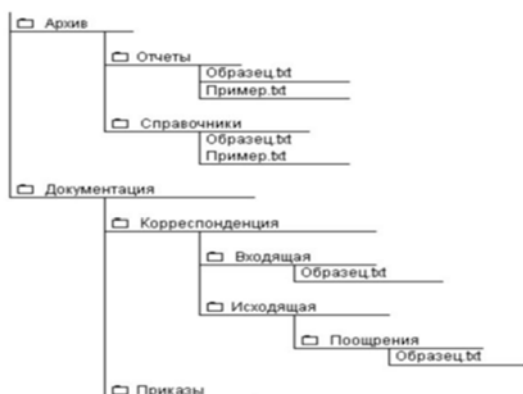 Архив
Отчеты
Образец.txt
Пример.txt
Справочники
Образец.txt
Пример.txt
Документация
Корреспонденция
Входящая
Образец.txt
Исходящая
Поощрения
Образец.txt
Приказы